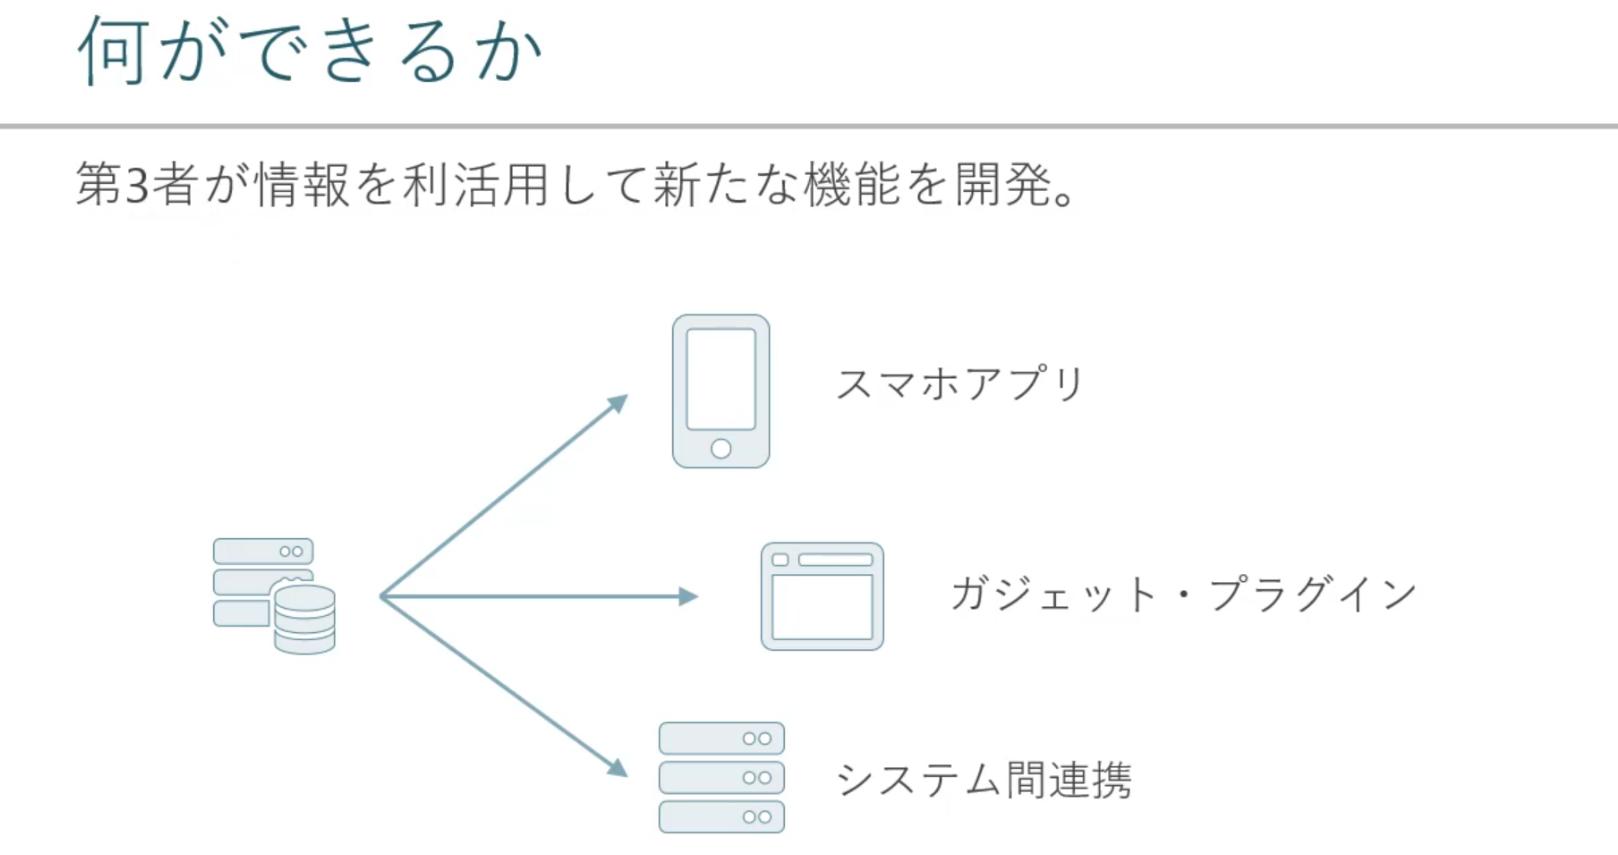 何ができるか
第3者が情報を利活用して新たな機能を開発。
スマホアプリ
ガジェット・プラグイン
システム間連携